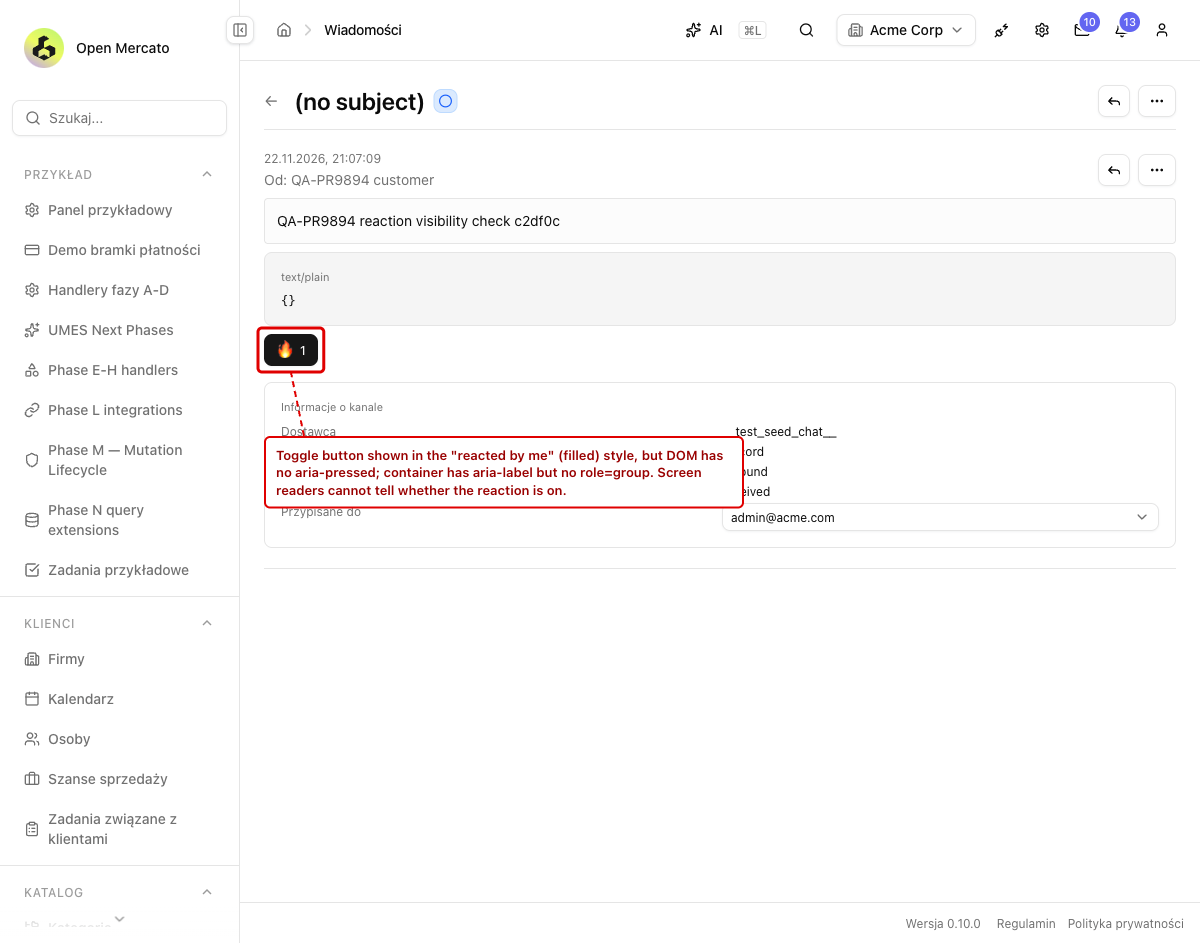 Open Mercato
Wiadomości
AI
⌘L
Acme Corp
10
13
Szukaj...
PRZYKŁAD
Panel przykładowy
Demo bramki płatności
Handlery fazy A-D
UMES Next Phases
Phase E-H handlers
Phase L integrations
Phase M — Mutation
Lifecycle
Phase N query
extensions
Zadania przykładowe
KLIENCI
Firmy
Kalendarz
Osoby
Szanse sprzedaży
Zadania związane z
klientami
KATALOG
(no subject)
22.11.2026, 21:07:09
Od: QA-PR9894 customer
QA-PR9894 reaction visibility check c2df0c
text/plain
{}
1
Informacje o kanale
Dostawca
test_seed_chat__
Toggle button shown in the "reacted by me" (filled) style, but DOM has
no aria-pressed; container has aria-label but no role=group. Screen
readers cannot tell whether the reaction is on.
Przypisane do
admin@acme.com
Wersja 0.10.0
Regulamin
Polityka prywatności